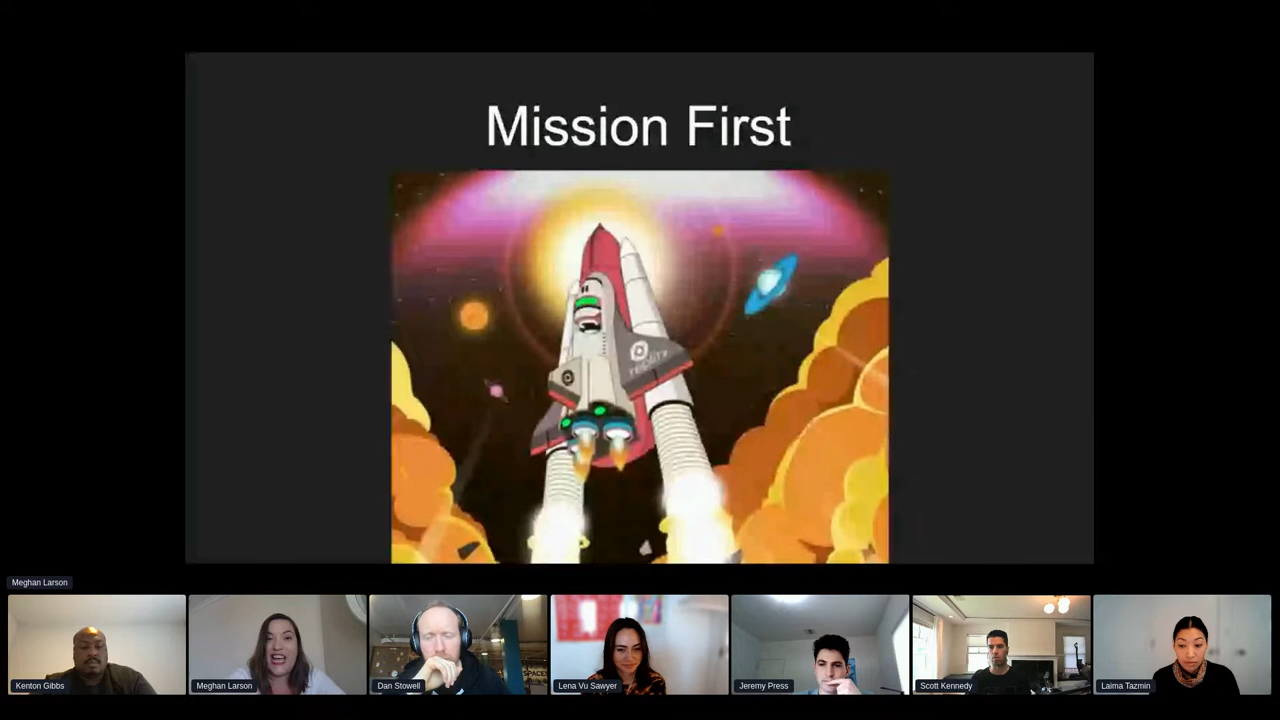 Mission First
Meghan Larson
Kenton Gibbs
Meghan Larson
Dan Stowell
Lena Vu Sawyer
Jeremy Press
Scott Kennedy
Laima Tazmin